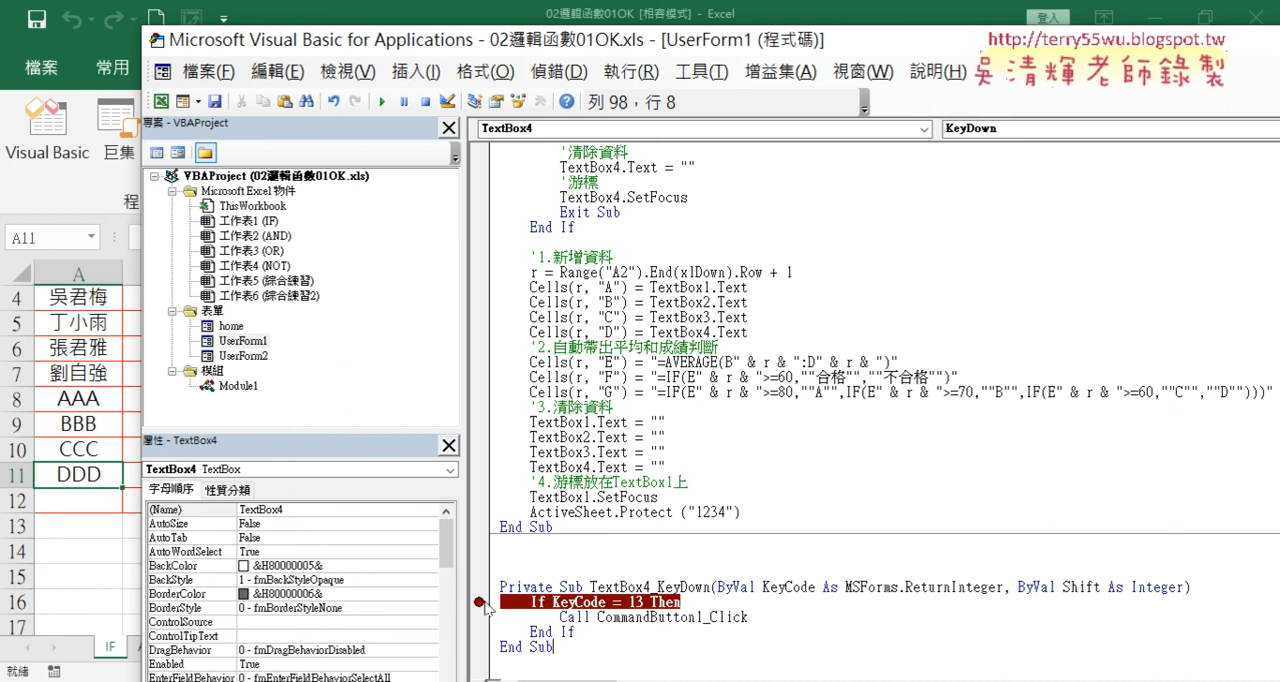 02邏輯函數01OK [相容模式] - Excel
登入
檔案
常用
Visual Basic
巨集
程
A11
A
4 吳君梅
5 丁小雨
6 張君雅
7 劉自強
8 AAA
9 BBB
10 CCC
11 DDD
12
13
14
15
16
17
IF
就緒
Microsoft Visual Basic for Applications - 02邏輯函數01OK.xls - [UserForm1 (程式碼)]
http://terry55wu.blogspot.tw
吳清輝老師錄製
檔案(F) 編輯(E) 檢視(V) 插入(I) 格式(O) 偵錯(D) 執行(R) 工具(T) 增益集(A) 視窗(W) 說明(H)
列 98，行 8
專案 - VBAProject
VBAProject (02邏輯函數01OK.xls)
Microsoft Excel 物件
ThisWorkbook
工作表1 (IF)
工作表2 (AND)
工作表3 (OR)
工作表4 (NOT)
工作表5 (綜合練習)
工作表6 (綜合練習2)
表單
home
UserForm1
UserForm2
模組
Module1
屬性 - TextBox4
TextBox4 TextBox
字母順序 性質分類
(Name) TextBox4
AutoSize False
AutoTab False
AutoWordSelect True
BackColor &H80000005&
BackStyle 1 - fmBackStyleOpaque
BorderColor &H80000006&
BorderStyle 0 - fmBorderStyleNone
ControlSource
ControlTipText
DragBehavior 0 - fmDragBehaviorDisabled
Enabled True
EnterFieldBehavior 0 - fmEnterFieldBehaviorSelectAll
TextBox4
KeyDown
'清除資料
TextBox4.Text = ""
'游標
TextBox4.SetFocus
Exit Sub
End If
'1.新增資料
r = Range("A2").End(xlDown).Row + 1
Cells(r, "A") = TextBox1.Text
Cells(r, "B") = TextBox2.Text
Cells(r, "C") = TextBox3.Text
Cells(r, "D") = TextBox4.Text
'2.自動帶出平均和成績判斷
Cells(r, "E") = "=AVERAGE(B" & r & ":D" & r & ")"
Cells(r, "F") = "=IF(E" & r & ">=60,""合格"",""不合格"")"
Cells(r, "G") = "=IF(E" & r & ">=80,""A"",IF(E" & r & ">=70,""B"",IF(E" & r & ">=60,""C"",""D"")))"
'3.清除資料
TextBox1.Text = ""
TextBox2.Text = ""
TextBox3.Text = ""
TextBox4.Text = ""
'4.游標放在TextBox1上
TextBox1.SetFocus
ActiveSheet.Protect ("1234")
End Sub
Private Sub TextBox4_KeyDown(ByVal KeyCode As MSForms.ReturnInteger, ByVal Shift As Integer)
If KeyCode = 13 Then
Call CommandButton1_Click
End If
End Sub